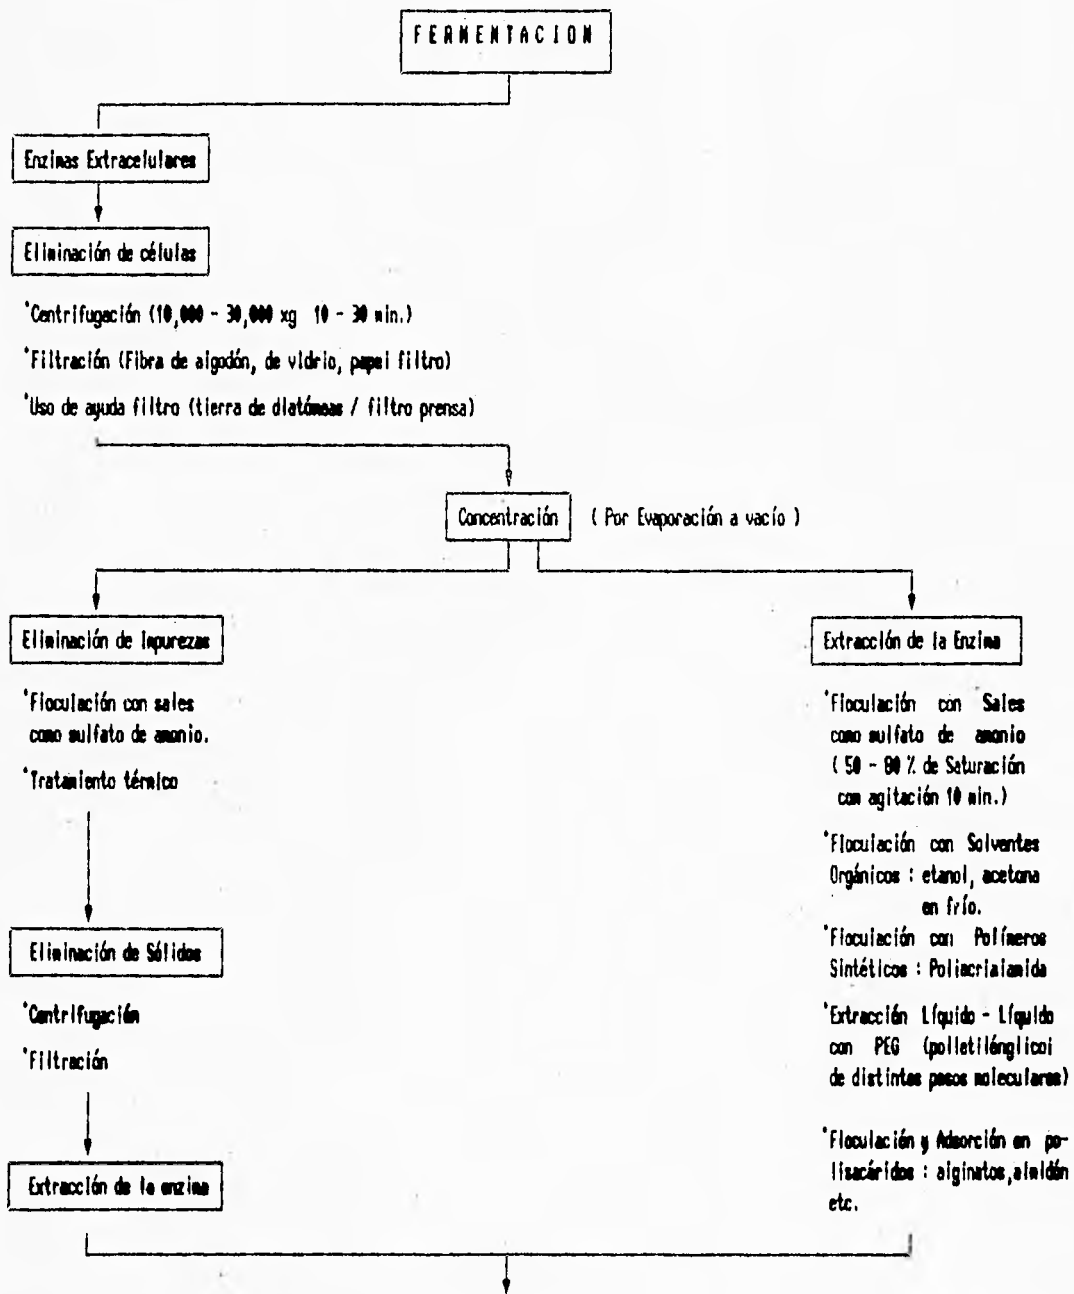 FERMENTACION
Enzimas Extracelulares
Eliminación de células
*Centrifugación (10,000 - 30,000 xg 10 - 30 min.)
*Filtración (Fibra de algodón, de vidrio, papel filtro)
*Uso de ayuda filtro (tierra de diatómeas / filtro prensa)
Concentración
( Por Evaporación a vacío )
Eliminación de Impurezas
*Floculación con sales
como sulfato de amonio.
*Tratamiento térmico
Eliminación de Sólidos
*Centrifugación
*Filtración
Extracción de la enzima
Extracción de la Enzima
*Floculación con Sales
como sulfato de amonio
( 50 - 80 % de Saturación
con agitación 10 min.)
*Floculación con Solventes
Orgánicos : etanol, acetona
en frío.
*Floculación con Polímeros
Sintéticos : Poliacrialamida
*Extracción Líquido - Líquido
con PEG (polietilénglicol
de distintos pesos moleculares)
*Floculación y Adsorción en po-
lisacáridos : alginatos,almidón
etc.